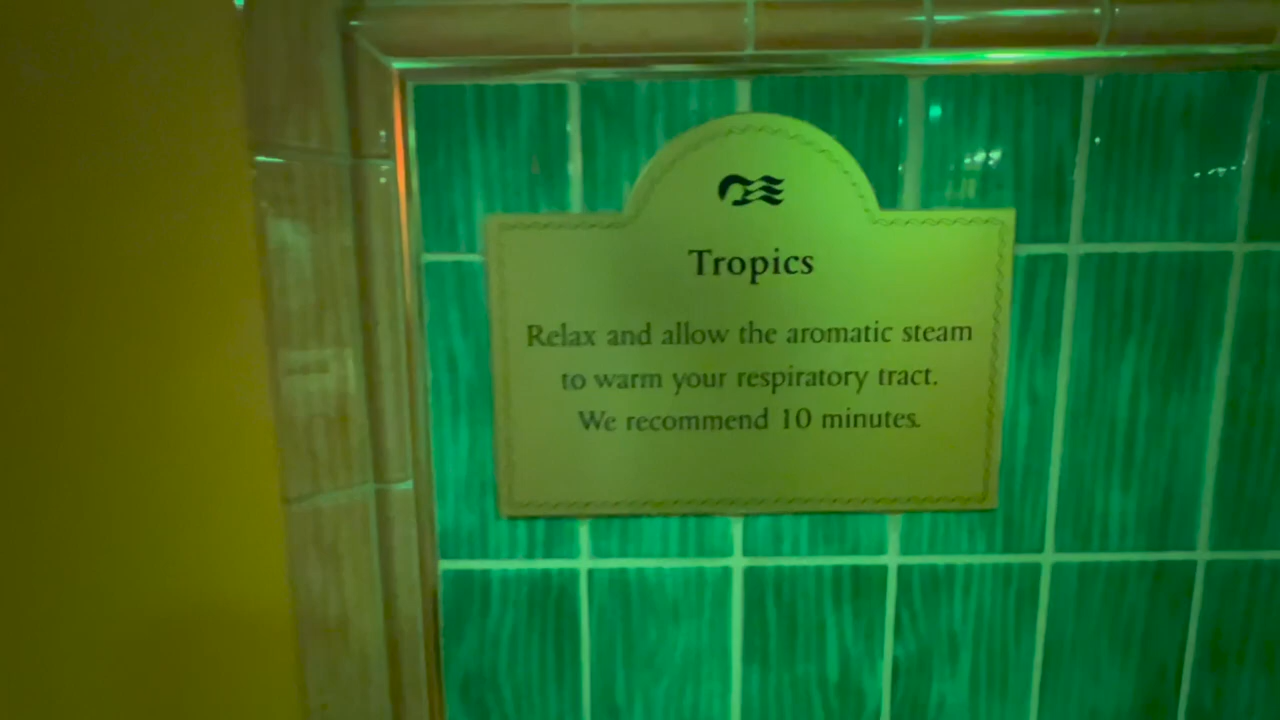 Tropics
Relax and allow the aromatic steam
to warm your respiratory tract.
We recommend 10 minutes.